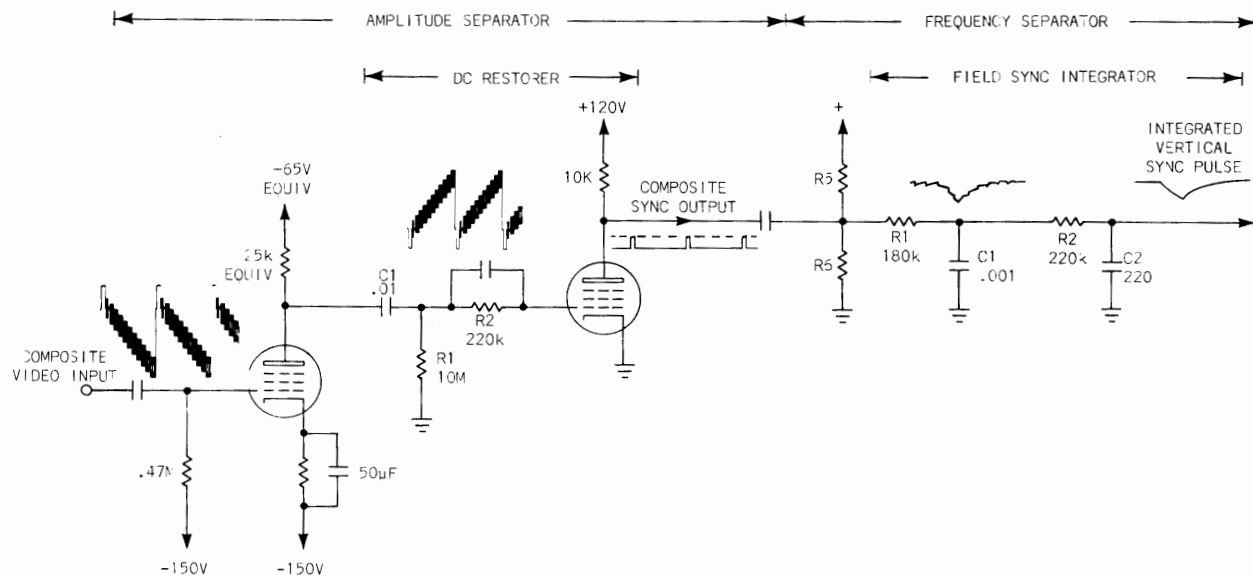 AMPLITUDE SEPARATOR
FREQUENCY SEPARATOR
DC RESTORER
FIELD SYNC INTEGRATOR
+120V
+
INTEGRATED
VERTICAL
SYNC PULSE
-65V
EQUIV
10K
COMPOSITE
SYNC OUTPUT
R5
25k
EQUIV
C1
.01
R1
180k
R2
220k
R6
C1
.001
C2
220
R2
220k
R1
10M
COMPOSITE
VIDEO INPUT
.47M
50µF
-150V
-150V